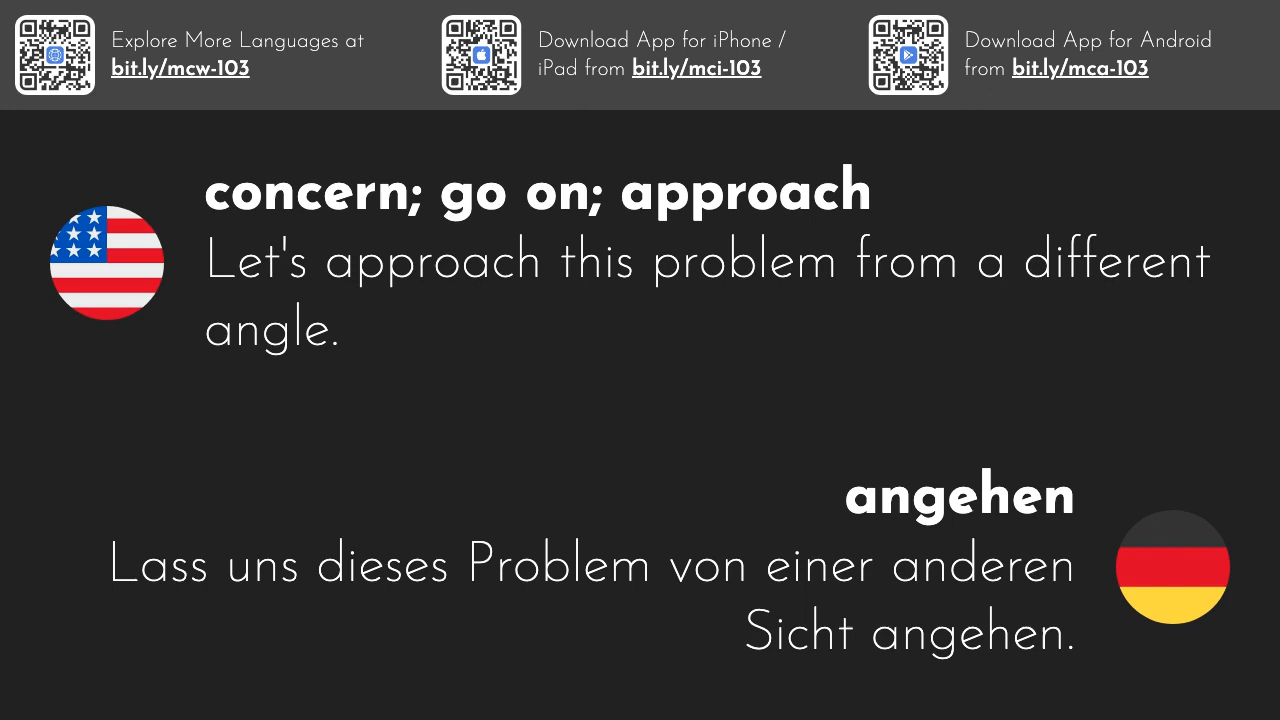 Explore More Languages at
bit.ly/mcw-103
Download App for iPhone /
iPad from bit.ly/mci-103
Download App for Android
from bit.ly/mca-103
concern; go on; approach
Let's approach this problem from a different
angle.
angehen
Lass uns dieses Problem von einer anderen
Sicht angehen.